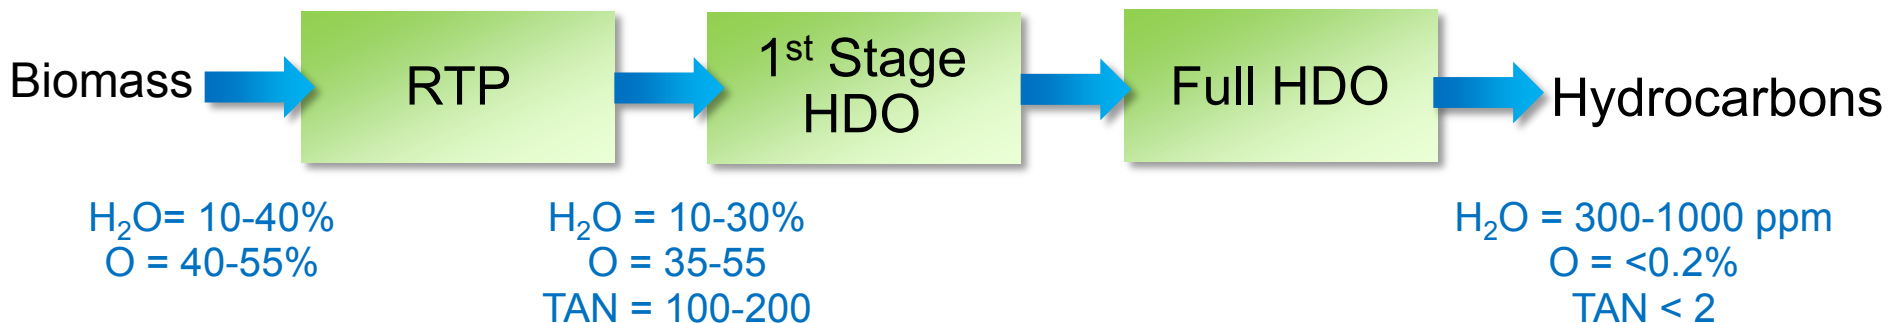 Biomass
RTP
1st Stage
HDO
Full HDO
Hydrocarbons
H₂O= 10-40%
O = 40-55%
H₂O = 10-30%
O = 35-55
TAN = 100-200
H₂O = 300-1000 ppm
O = <0.2%
TAN < 2